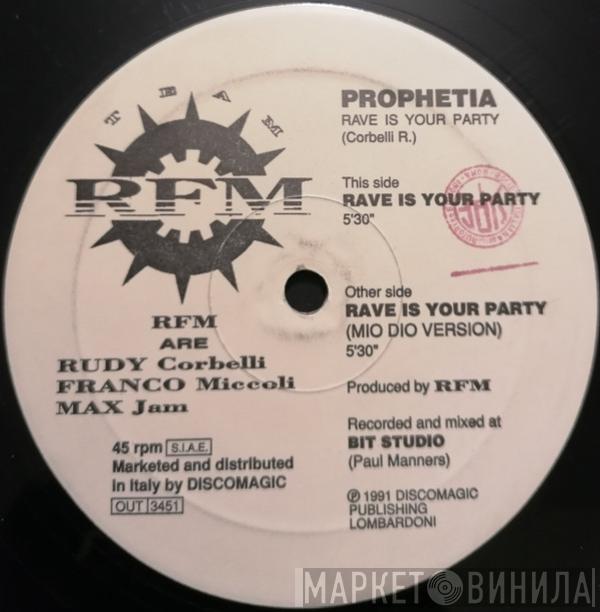 TEAM
RFM
RFM
ARE
RUDY Corbelli
FRANCO Miccoli
MAX Jam
45 rpm S.I.A.E.
Marketed and distributed
in Italy by DISCOMAGIC
OUT 3451
PROPHETIA
RAVE IS YOUR PARTY
(Corbelli R.)
This side
RAVE IS YOUR PARTY
5'30"
Other side
RAVE IS YOUR PARTY
(MIO DIO VERSION)
5'30"
Produced by RFM
Recorded and mixed at
BIT STUDIO
(Paul Manners)
℗ 1991 DISCOMAGIC
PUBLISHING
LOMBARDONI
МАРКЕТ ВИНИЛА